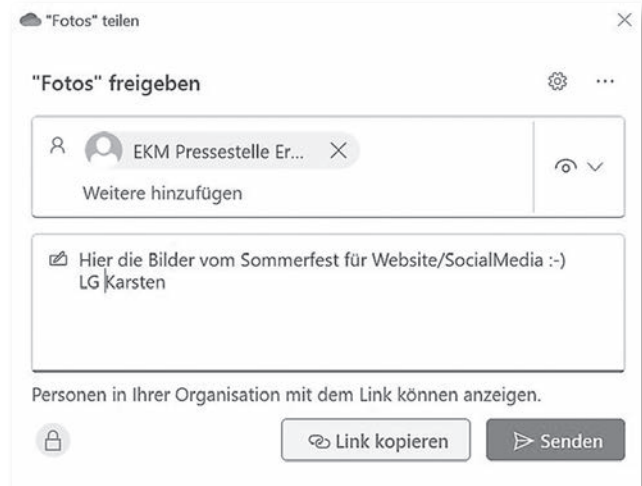 "Fotos" teilen
"Fotos" freigeben
EKM Pressestelle Er...
Weitere hinzufügen
Hier die Bilder vom Sommerfest für Website/SocialMedia :-)
LG Karsten
Personen in Ihrer Organisation mit dem Link können anzeigen.
Link kopieren
Senden